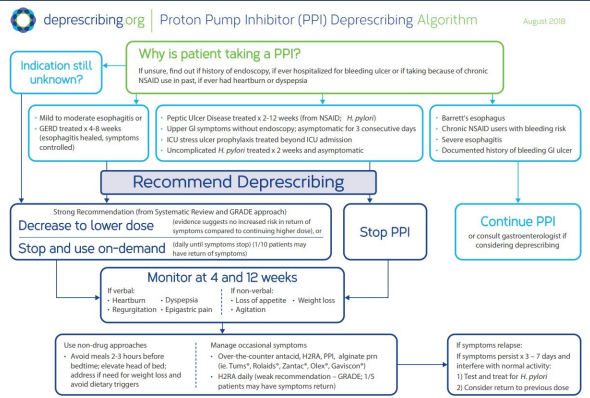 deprescribing.org | Proton Pump Inhibitor (PPI) Deprescribing Algorithm
August 2018
Indication still
unknown?
Why is patient taking a PPI?
If unsure, find out if history of endoscopy, if ever hospitalized for bleeding ulcer or if taking because of chronic
NSAID use in past, if ever had heartburn or dyspepsia
• Mild to moderate esophagitis or
• GERD treated x 4-8 weeks
(esophagitis healed, symptoms
controlled)
• Peptic Ulcer Disease treated x 2-12 weeks (from NSAID; H. pylori)
• Upper GI symptoms without endoscopy; asymptomatic for 3 consecutive days
• ICU stress ulcer prophylaxis treated beyond ICU admission
• Uncomplicated H. pylori treated x 2 weeks and asymptomatic
• Barrett's esophagus
• Chronic NSAID users with bleeding risk
• Severe esophagitis
• Documented history of bleeding GI ulcer
Recommend Deprescribing
Strong Recommendation (from Systematic Review and GRADE approach)
Decrease to lower dose
(evidence suggests no increased risk in return of
symptoms compared to continuing higher dose), or
Stop and use on-demand
(daily until symptoms stop) (1/10 patients may
have return of symptoms)
Stop PPI
Continue PPI
or consult gastroenterologist if
considering deprescribing
Monitor at 4 and 12 weeks
If verbal:
• Heartburn • Dyspepsia
• Regurgitation • Epigastric pain
If non-verbal:
• Loss of appetite • Weight loss
• Agitation
Use non-drug approaches
• Avoid meals 2-3 hours before
bedtime; elevate head of bed;
address if need for weight loss and
avoid dietary triggers
Manage occasional symptoms
• Over-the-counter antacid, H2RA, PPI, alginate prn
(ie. Tums®, Rolaids®, Zantac®, Olex®, Gaviscon®)
• H2RA daily (weak recommendation – GRADE; 1/5
patients may have symptoms return)
If symptoms relapse:
If symptoms persist x 3 – 7 days and
interfere with normal activity:
1) Test and treat for H. pylori
2) Consider return to previous dose